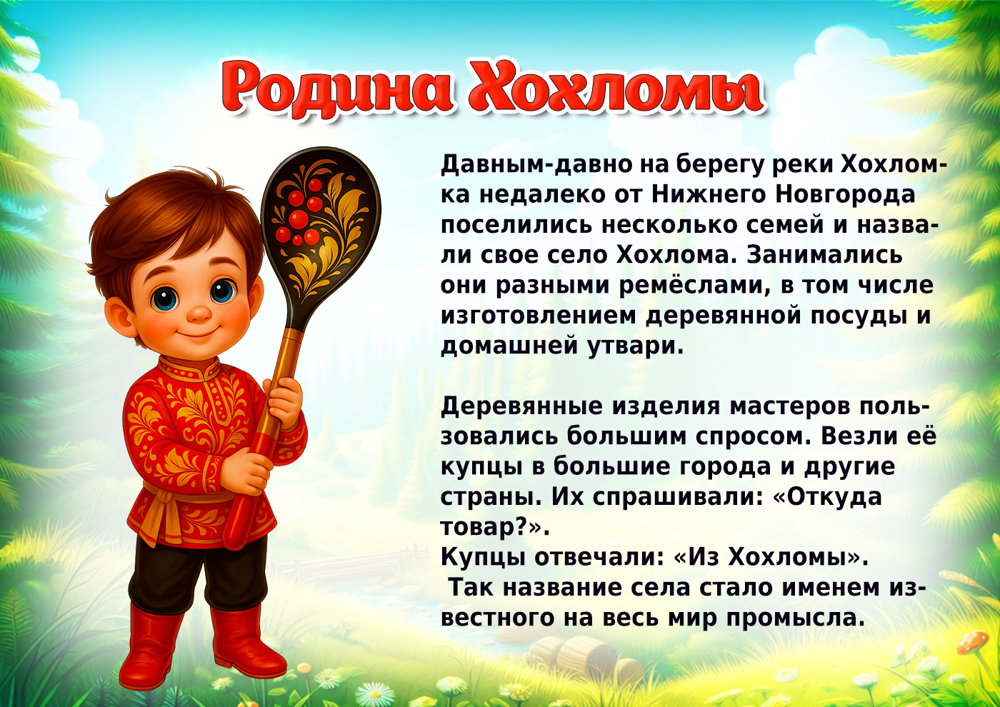 Родина Хохломы
Давным-давно на берегу реки Хохлом-
ка недалеко от Нижнего Новгорода
поселились несколько семей и назва-
ли свое село Хохлома. Занимались
они разными ремёслами, в том числе
изготовлением деревянной посуды и
домашней утвари.
Деревянные изделия мастеров поль-
зовались большим спросом. Везли её
купцы в большие города и другие
страны. Их спрашивали: «Откуда
товар?».
Купцы отвечали: «Из Хохломы».
Так название села стало именем из-
вестного на весь мир промысла.